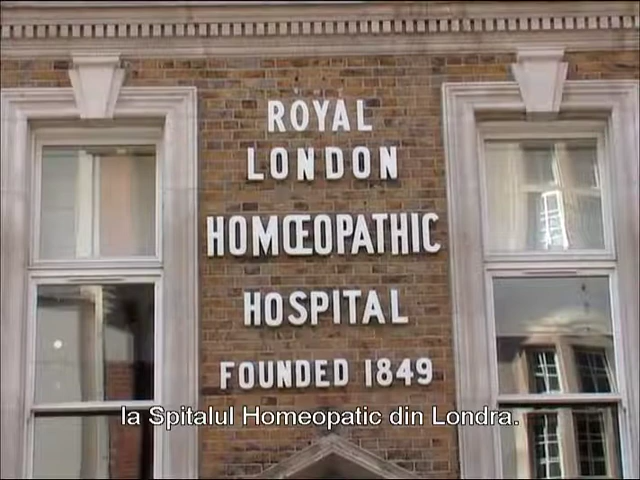 ROYAL
LONDON
HOMŒOPATHIC
HOSPITAL
FOUNDED 1849
la Spitalul Homeopatic din Londra.